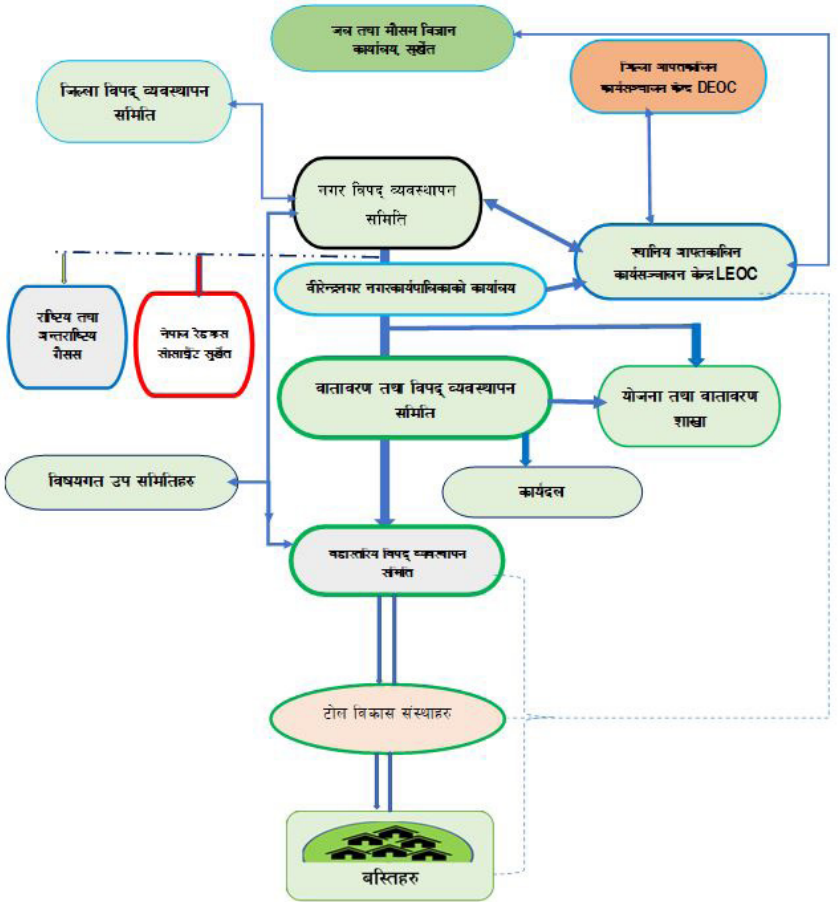 जल तथा मौसम विज्ञान
कार्यालय, सुर्खेत
जिल्ला आपतकालिन
कार्यसञ्चालन केन्द्र DEOC
जिल्ला विपद् व्यवस्थापन
समिति
नगर विपद् व्यवस्थापन
समिति
स्थानिय आपतकालिन
कार्यसञ्चालन केन्द्र LEOC
वीरेन्द्रनगर नगरकार्यपालिकाको कार्यालय
राष्ट्रिय तथा
अन्तराष्ट्रिय
गैसस
नेपाल रेडक्रस
सोसाईटि सुर्खेत
वातावरण तथा विपद् व्यवस्थापन
समिति
योजना तथा वातावरण
शाखा
विषयगत उप समितिहरु
कार्यदल
वडास्तरिय विपद् व्यवस्थापन
समिति
टोल विकास संस्थाहरु
बस्तिहरु